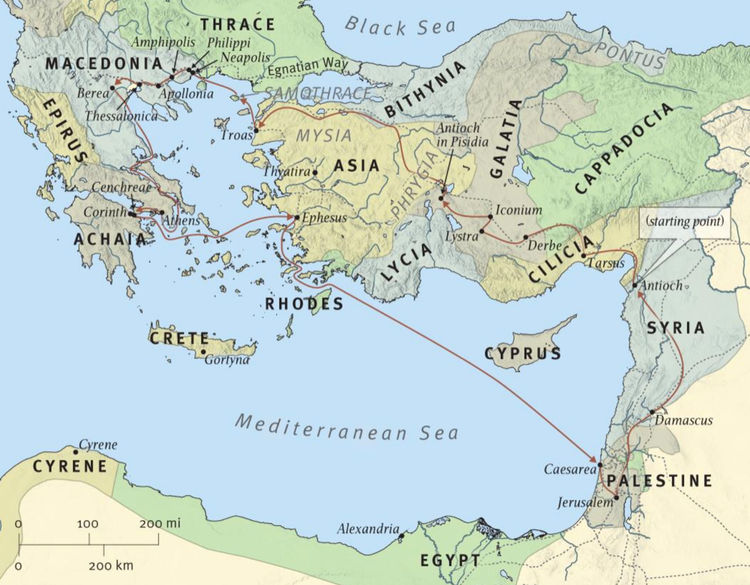 THRACE
Black Sea
Amphipolis
Philippi
MACEDONIA
Neapolis
PONTUS
Egnatian Way
Berea
Apollonia
SAMOTHRACE
BITHYNIA
Thessalonica
EPIRUS
Troas
MYSIA
Antioch
in Pisidia
GALATIA
CAPPADOCIA
ASIA
Thyatira
PHRYGIA
Cenchreae
Corinth
Athens
Ephesus
Iconium
(starting point)
ACHAIA
Lystra
Derbe
LYCIA
CILICIA
Tarsus
Antioch
RHODES
SYRIA
CRETE
Gortyna
CYPRUS
Mediterranean Sea
Damascus
Cyrene
CYRENE
Caesarea
PALESTINE
Jerusalem
0 100 200 mi
0 200 km
Alexandria
EGYPT